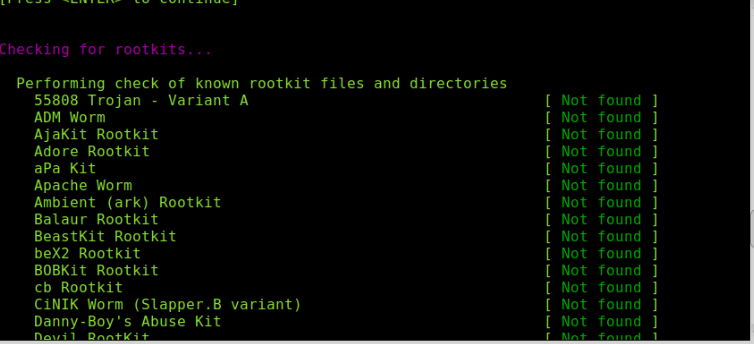 [Press <ENTER> to continue]
Checking for rootkits...
Performing check of known rootkit files and directories
55808 Trojan - Variant A [ Not found ]
ADM Worm [ Not found ]
AjaKit Rootkit [ Not found ]
Adore Rootkit [ Not found ]
aPa Kit [ Not found ]
Apache Worm [ Not found ]
Ambient (ark) Rootkit [ Not found ]
Balaur Rootkit [ Not found ]
BeastKit Rootkit [ Not found ]
beX2 Rootkit [ Not found ]
BOBKit Rootkit [ Not found ]
cb Rootkit [ Not found ]
CiNIK Worm (Slapper.B variant) [ Not found ]
Danny-Boy's Abuse Kit [ Not found ]
Devil RootKit [ Not found ]